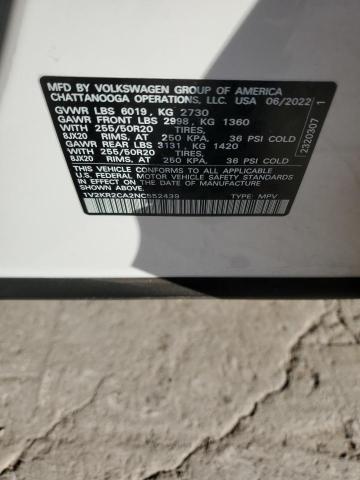 MFD BY VOLKSWAGEN GROUP OF AMERICA
CHATTANOOGA OPERATIONS, LLC. USA 06/2022
GVWR LBS 6019, KG 2730
GAWR FRONT LBS 2998, KG 1360
WITH 255/50R20 TIRES,
8JX20 RIMS, AT 250 KPA, 36 PSI COLD
GAWR REAR LBS 3131, KG 1420
WITH 255/50R20 TIRES,
8JX20 RIMS, AT 250 KPA, 36 PSI COLD
THIS VEHICLE CONFORMS TO ALL APPLICABLE
U.S. FEDERAL MOTOR VEHICLE SAFETY STANDARDS
IN EFFECT ON THE DATE OF MANUFACTURE SHOWN ABOVE
1V2KR2CA2NC552439 TYPE: MPV
2320307 1